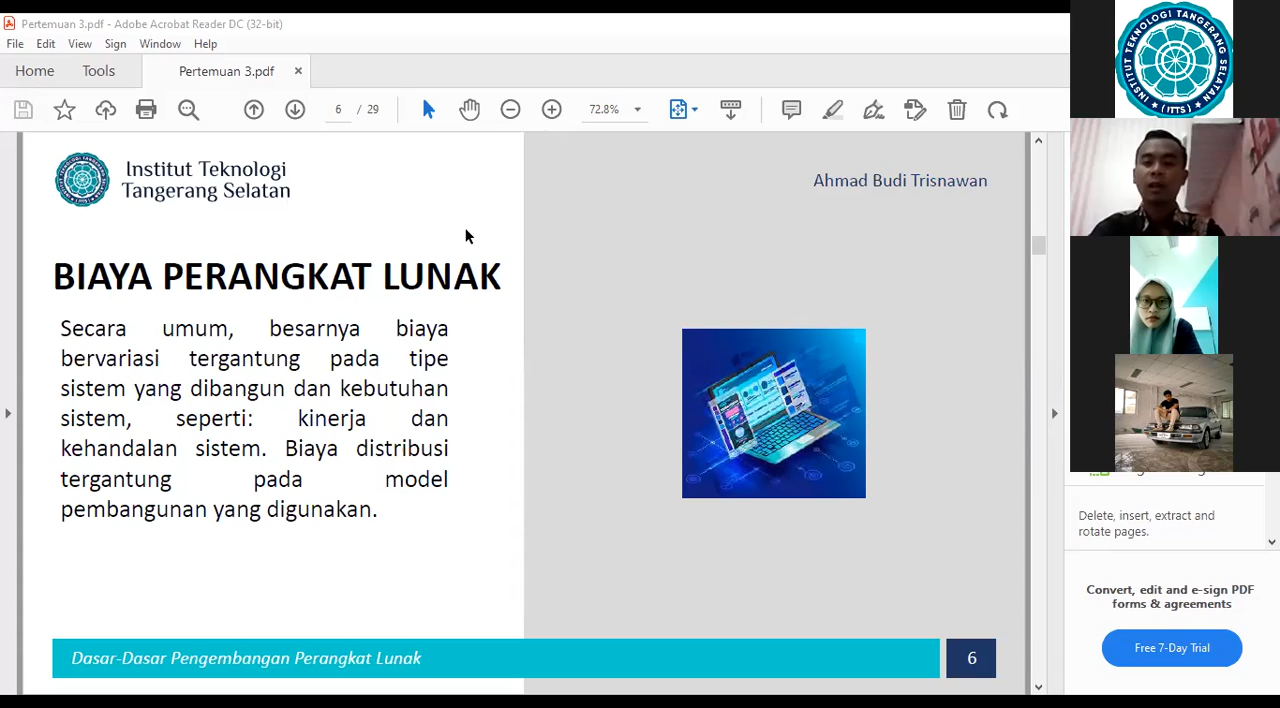 Pertemuan 3.pdf - Adobe Acrobat Reader DC (32-bit)
File Edit View Sign Window Help
Home Tools Pertemuan 3.pdf ×
6 / 29 72.8%
Institut Teknologi
Tangerang Selatan
Ahmad Budi Trisnawan
BIAYA PERANGKAT LUNAK
Secara umum, besarnya biaya
bervariasi tergantung pada tipe
sistem yang dibangun dan kebutuhan
sistem, seperti: kinerja dan
kehandalan sistem. Biaya distribusi
tergantung pada model
pembangunan yang digunakan.
Dasar-Dasar Pengembangan Perangkat Lunak
6
INSTITUT TEKNOLOGI TANGERANG SELATAN
(ITTS)
Delete, insert, extract and
rotate pages.
Convert, edit and e-sign PDF
forms & agreements
Free 7-Day Trial